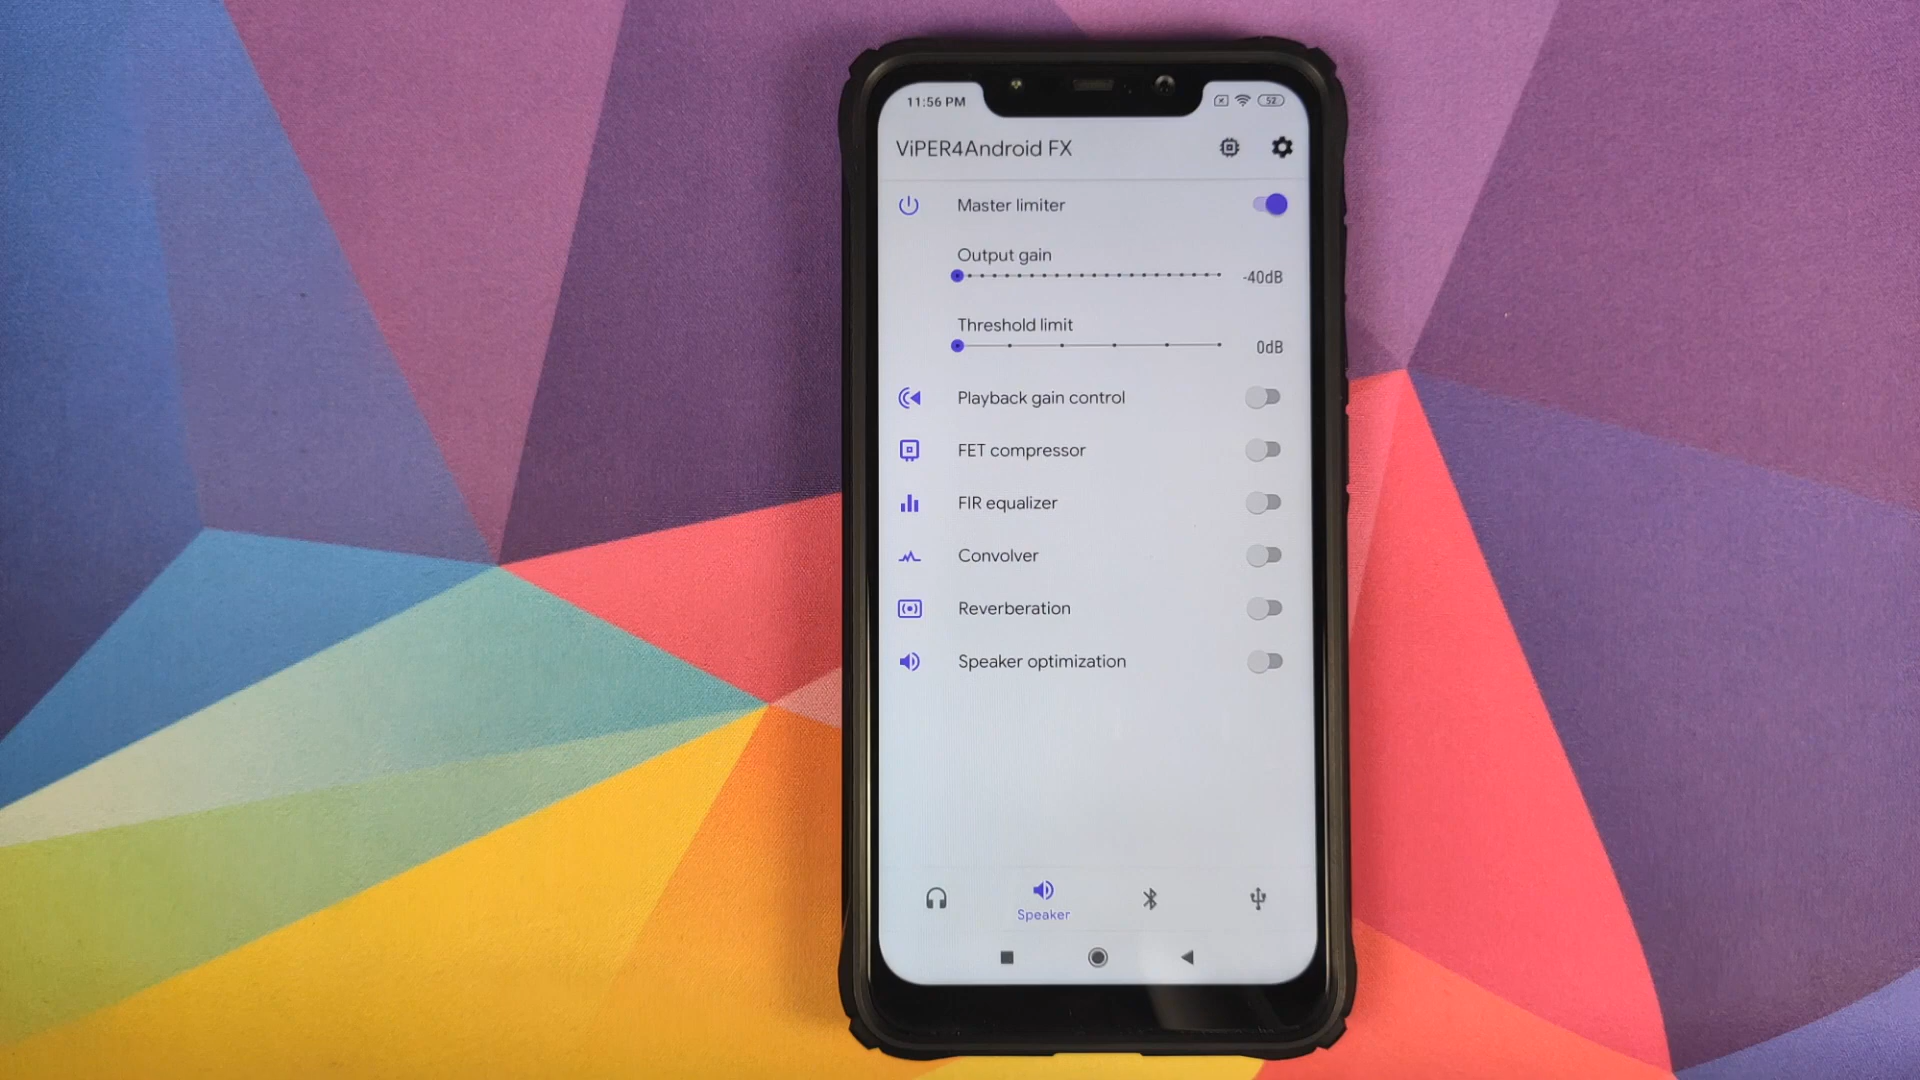 11:56 PM 52
ViPER4Android FX
Master limiter
Output gain
-40dB
Threshold limit
0dB
Playback gain control
FET compressor
FIR equalizer
Convolver
Reverberation
Speaker optimization
Speaker